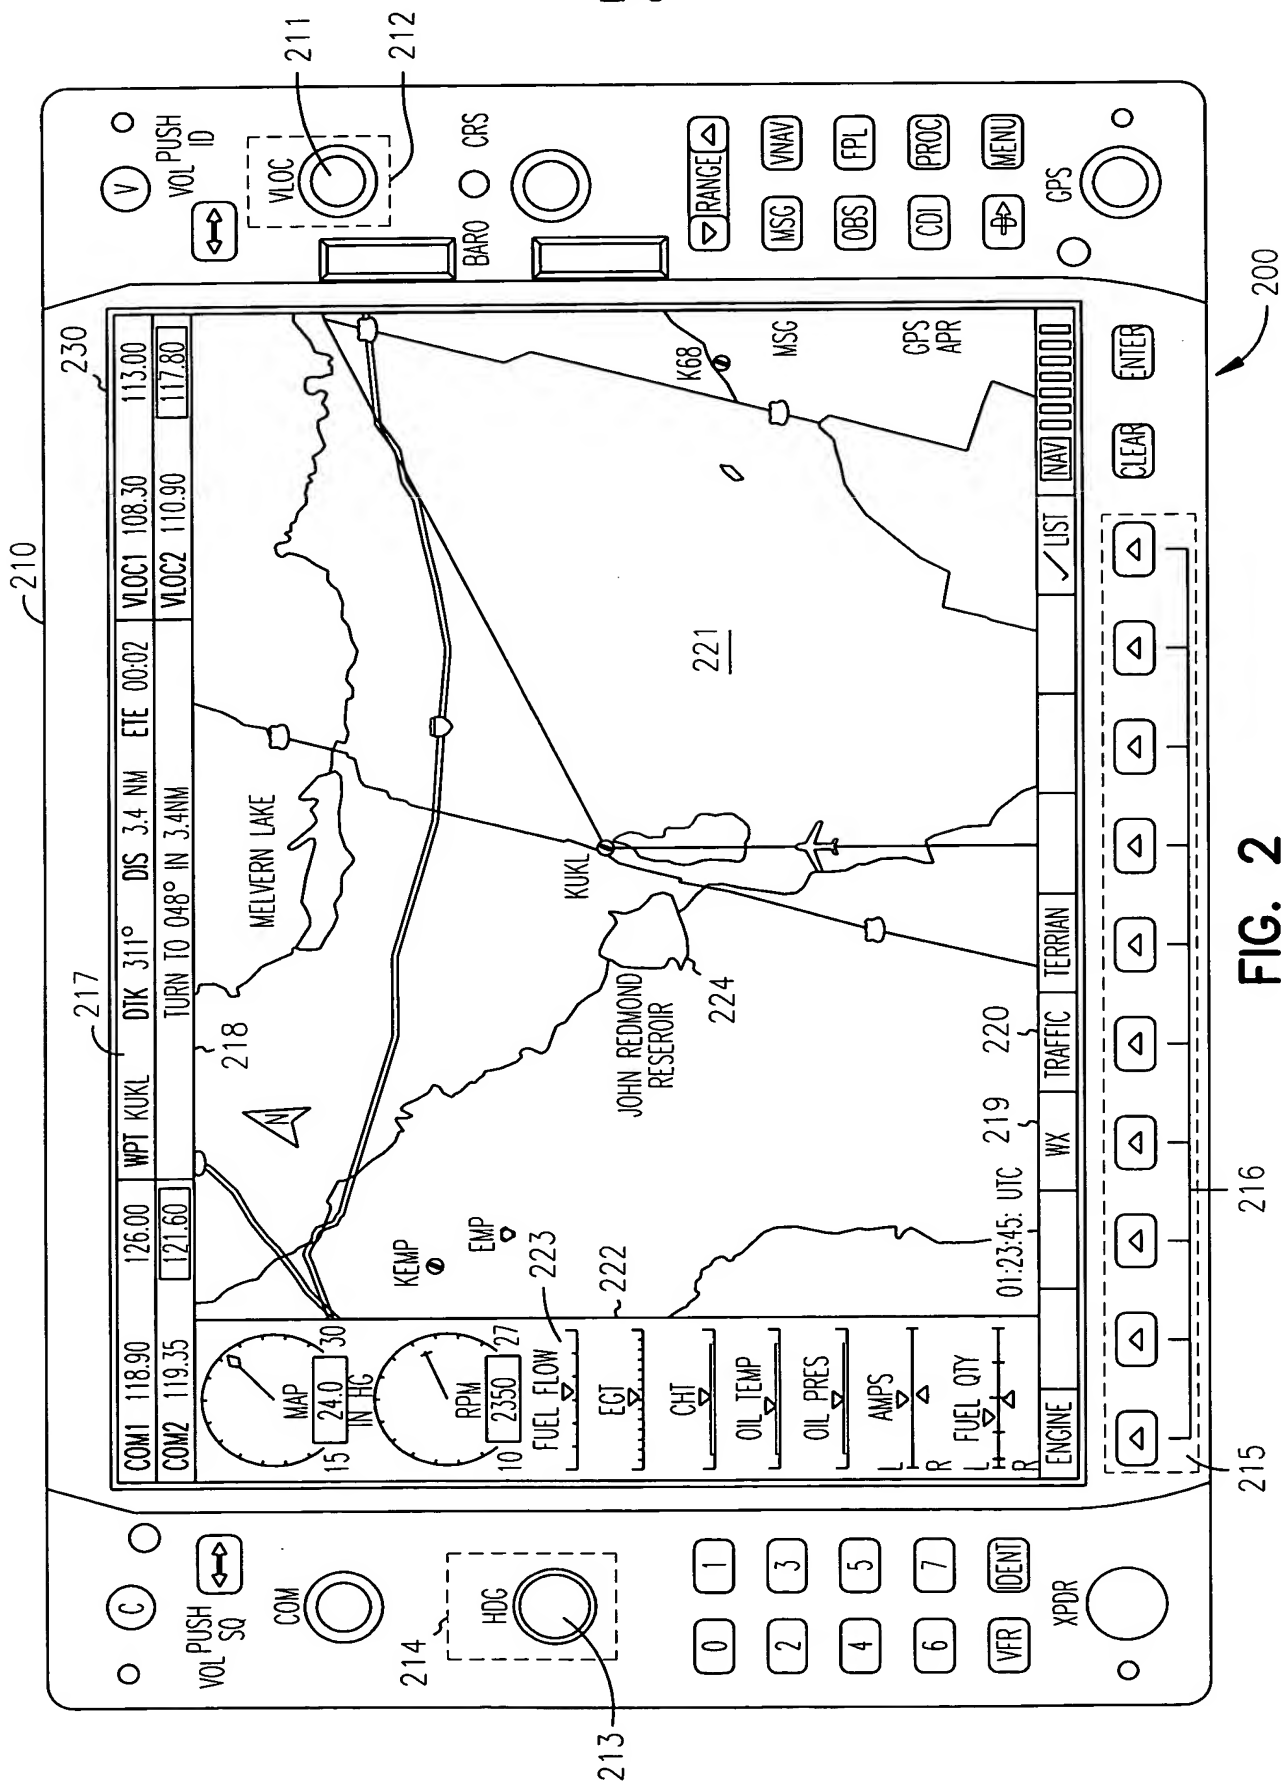 210
230
211
212
COM1 118.90 126.00 WPT KUKL DTK 311° DIS 3.4 NM ETE 00:02 VLOC1 108.30 113.00
COM2 119.35 121.60 TURN TO 048° IN 3.4NM VLOC2 110.90 117.80
217
218
C
VOL PUSH
SQ
COM
214
HDG
213
0 1
2 3
4 5
6 7
VFR IDENT
XPDR
MAP
24.0
15 30
IN HG
RPM
2350
10 27
FUEL FLOW
223
EGT
222
CHT
OIL TEMP
OIL PRES
AMPS
L
R
FUEL QTY
L
R
N
MELVERN LAKE
KEMP
EMP
KUKL
JOHN REDMOND
RESEROIR
224
221
K68
MSG
GPS
APR
01:23:45: UTC
219
220
ENGINE WX TRAFFIC TERRIAN LIST NAV
V
VOL PUSH
ID
VLOC
BARO CRS
RANGE
MSG VNAV
OBS FPL
CDI PROC
D MENU
GPS
CLEAR ENTER
215
216
200
FIG. 2